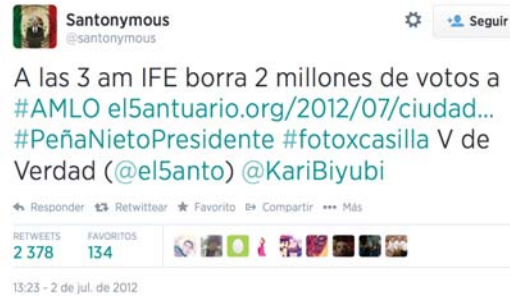 Santonymous
@santonymous
Seguir
A las 3 am IFE borra 2 millones de votos a
#AMLO el5antuario.org/2012/07/ciudad...
#PeñaNietoPresidente #fotoxcasilla V de
Verdad (@el5anto) @KariBiyubi
Responder Retwittear Favorito Compartir ••• Más
RETWEETS FAVORITOS
2 378 134
13:23 - 2 de jul. de 2012